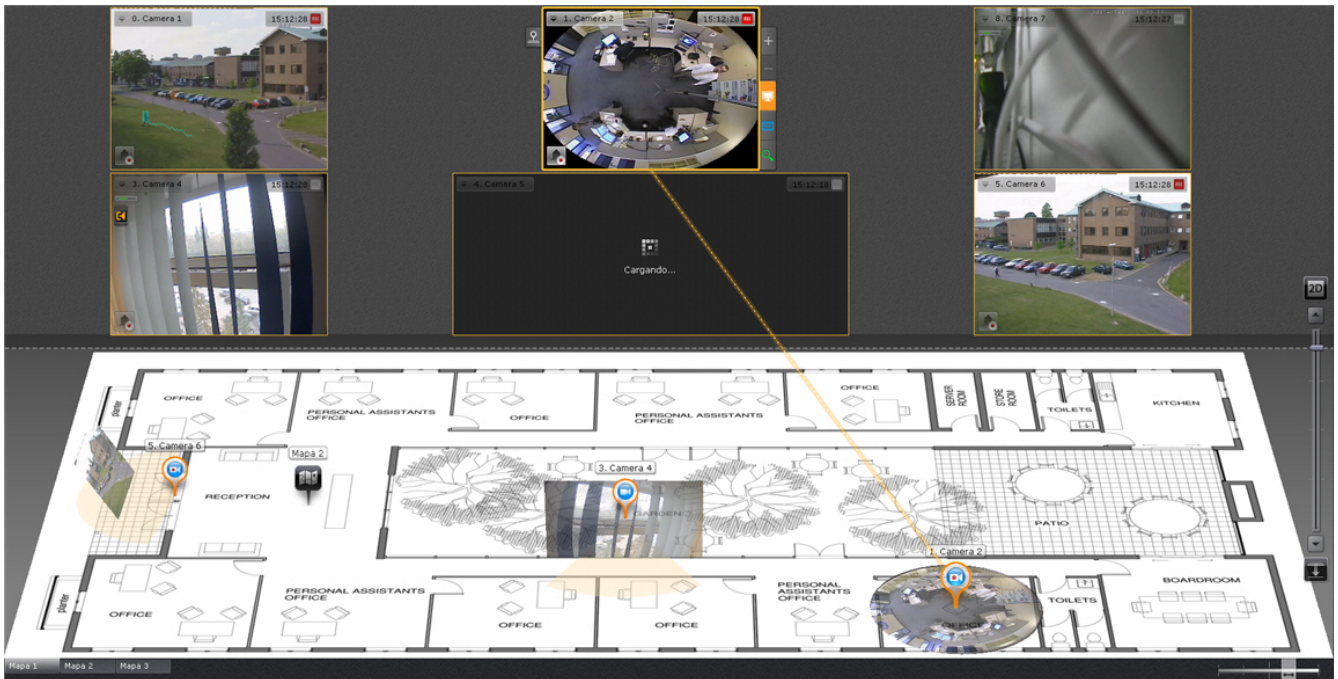 0. Camera 1 15:12:28
1. Camera 2 15:12:28
8. Camera 7 15:12:27
3. Camera 4 15:12:28
4. Camera 5 15:12:18
5. Camera 6 15:12:28
Cargando...
2D
planter
OFFICE
PERSONAL ASSISTANTS
OFFICE
OFFICE
PERSONAL ASSISTANTS
OFFICE
OFFICE
SERVER
ROOM
STORE
ROOM
TOILETS
KITCHEN
5. Camera 6
Mapa 2
3. Camera 4
RECEPTION
GARDEN
PATIO
1. Camera 2
planter
OFFICE
PERSONAL ASSISTANTS
OFFICE
OFFICE
OFFICE
PERSONAL
ASSISTANTS
OFFICE
OFFICE
TOILETS
BOARDROOM
Mapa 1 Mapa 2 Mapa 3